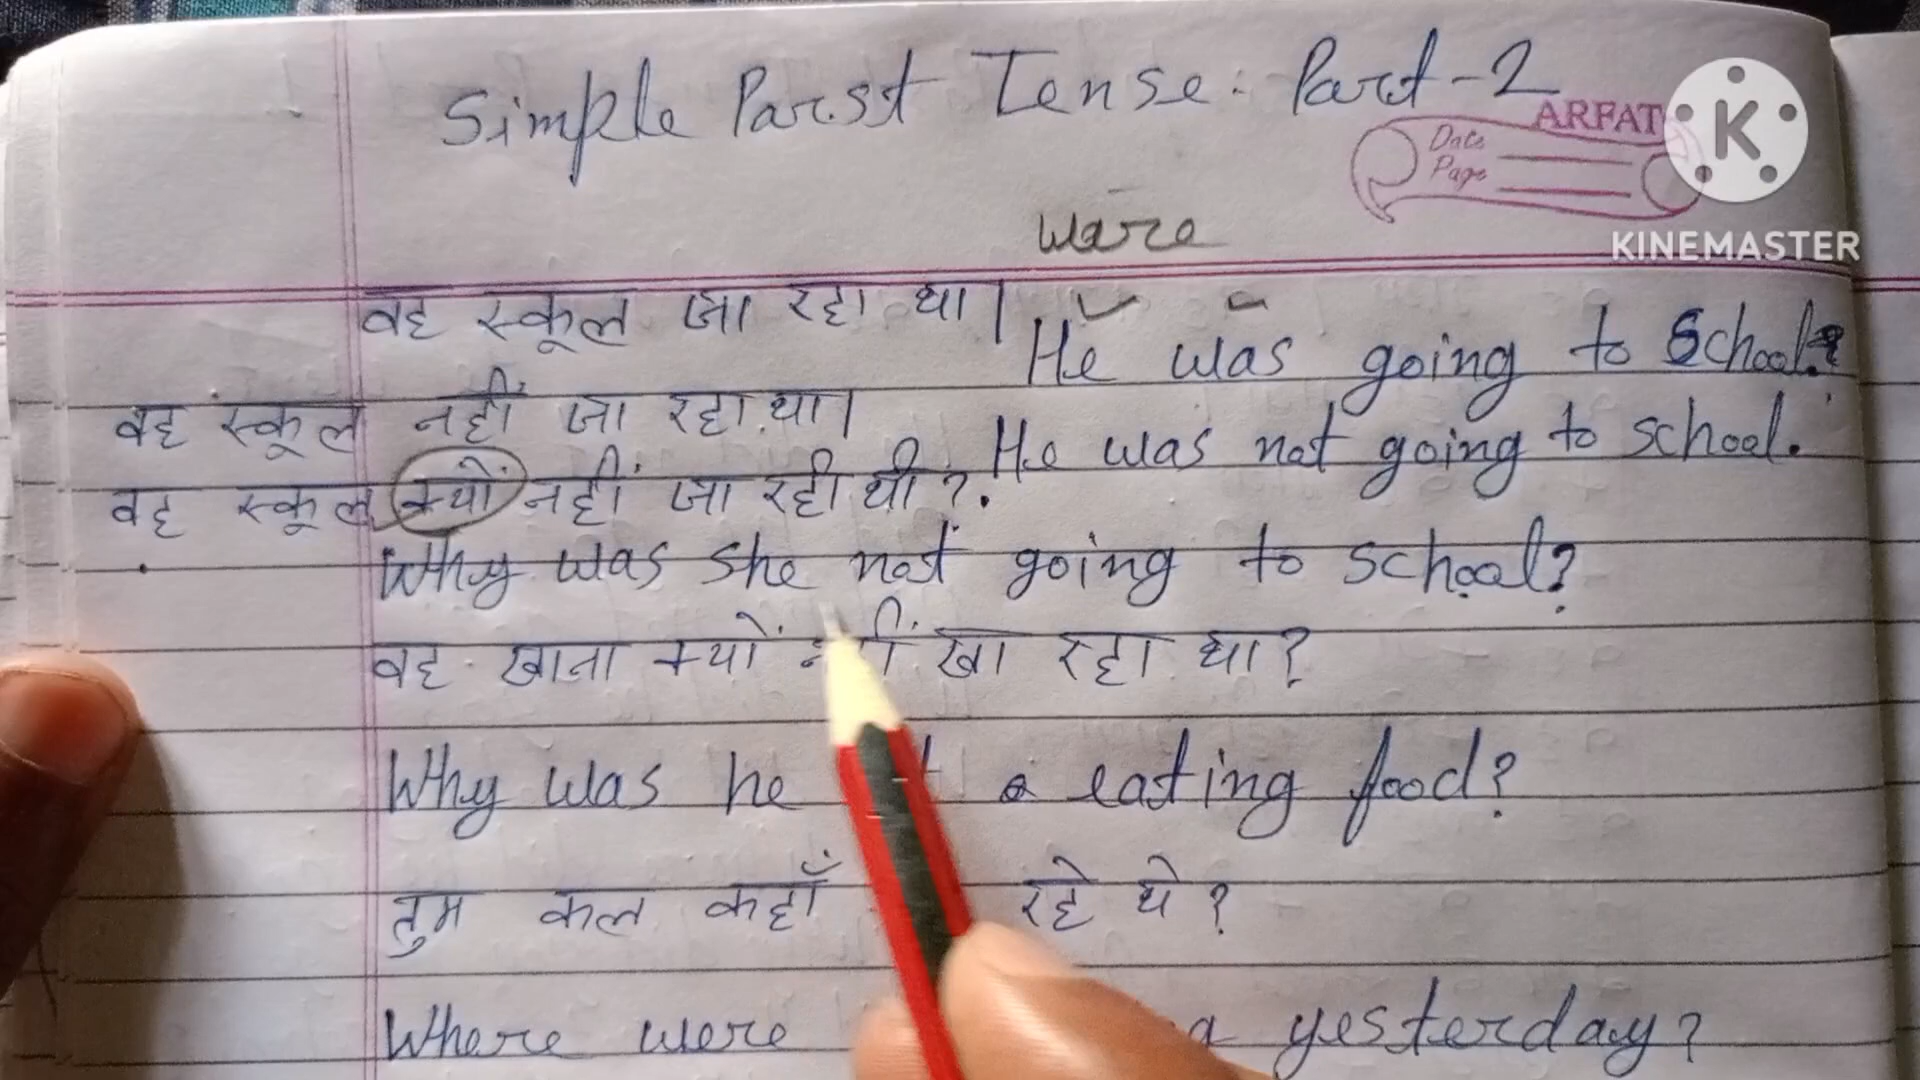 Simple Parst Tense: Part-2
ARFAT
Date
Page
KINEMASTER
were
वह स्कूल जा रहा था। He was going to School.
वह स्कूल नहीं जा रहा था। He was not going to school.
वह स्कूल क्यों नहीं जा रही थी?
Why was she not going to school?
वह खाना क्यों नहीं खा रहा था?
Why was he eating food?
तुम कल कहाँ रहे थे?
Where were yesterday?